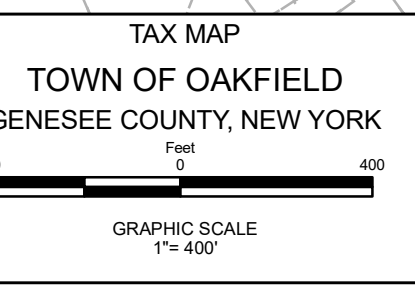 TAX MAP
TOWN OF OAKFIELD
GENESEE COUNTY, NEW YORK
Feet
0 400
GRAPHIC SCALE
1"= 400'